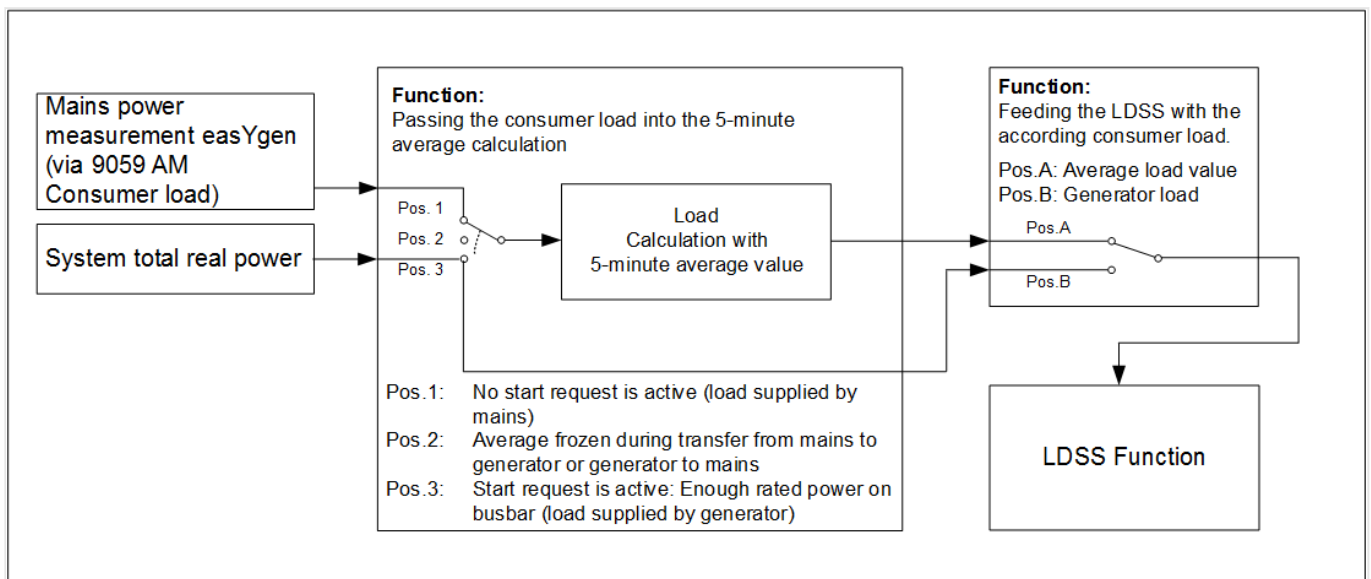 Mains power
measurement easYgen
(via 9059 AM
Consumer load)
System total real power
Function:
Passing the consumer load into the 5-minute
average calculation
Pos. 1
Pos. 2
Pos. 3
Load
Calculation with
5-minute average value
Pos.1: No start request is active (load supplied by
mains)
Pos.2: Average frozen during transfer from mains to
generator or generator to mains
Pos.3: Start request is active: Enough rated power on
busbar (load supplied by generator)
Function:
Feeding the LDSS with the
according consumer load.
Pos.A: Average load value
Pos.B: Generator load
Pos.A
Pos.B
LDSS Function